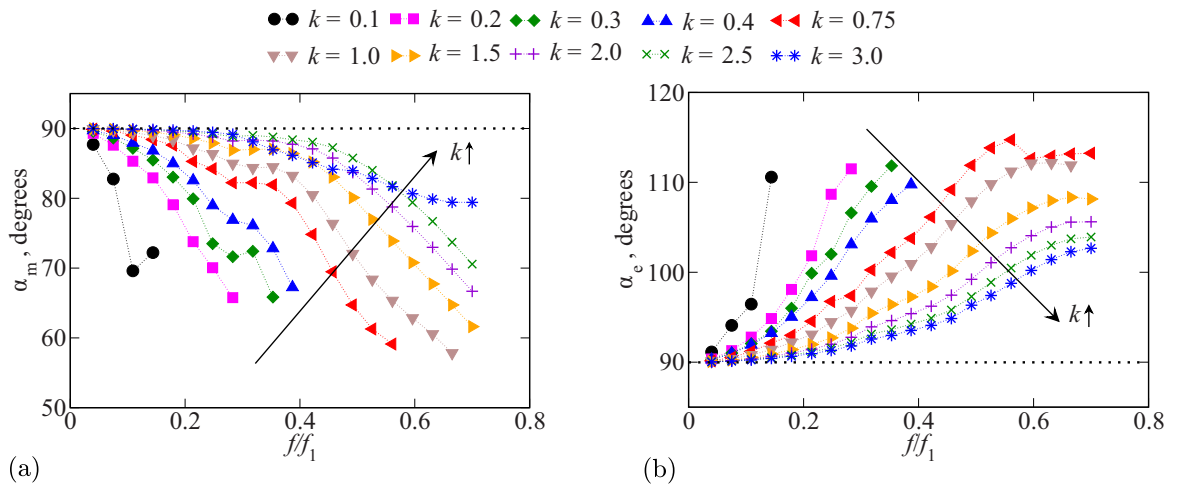 k = 0.1 k = 0.2 k = 0.3 k = 0.4 k = 0.75
k = 1.0 k = 1.5 k = 2.0 k = 2.5 k = 3.0
90
80
70
60
50
0 0.2 0.4 0.6 0.8
αm, degrees
f/f1
k↑
(a)
120
110
100
90
80
0 0.2 0.4 0.6 0.8
αe, degrees
f/f1
k↑
(b)